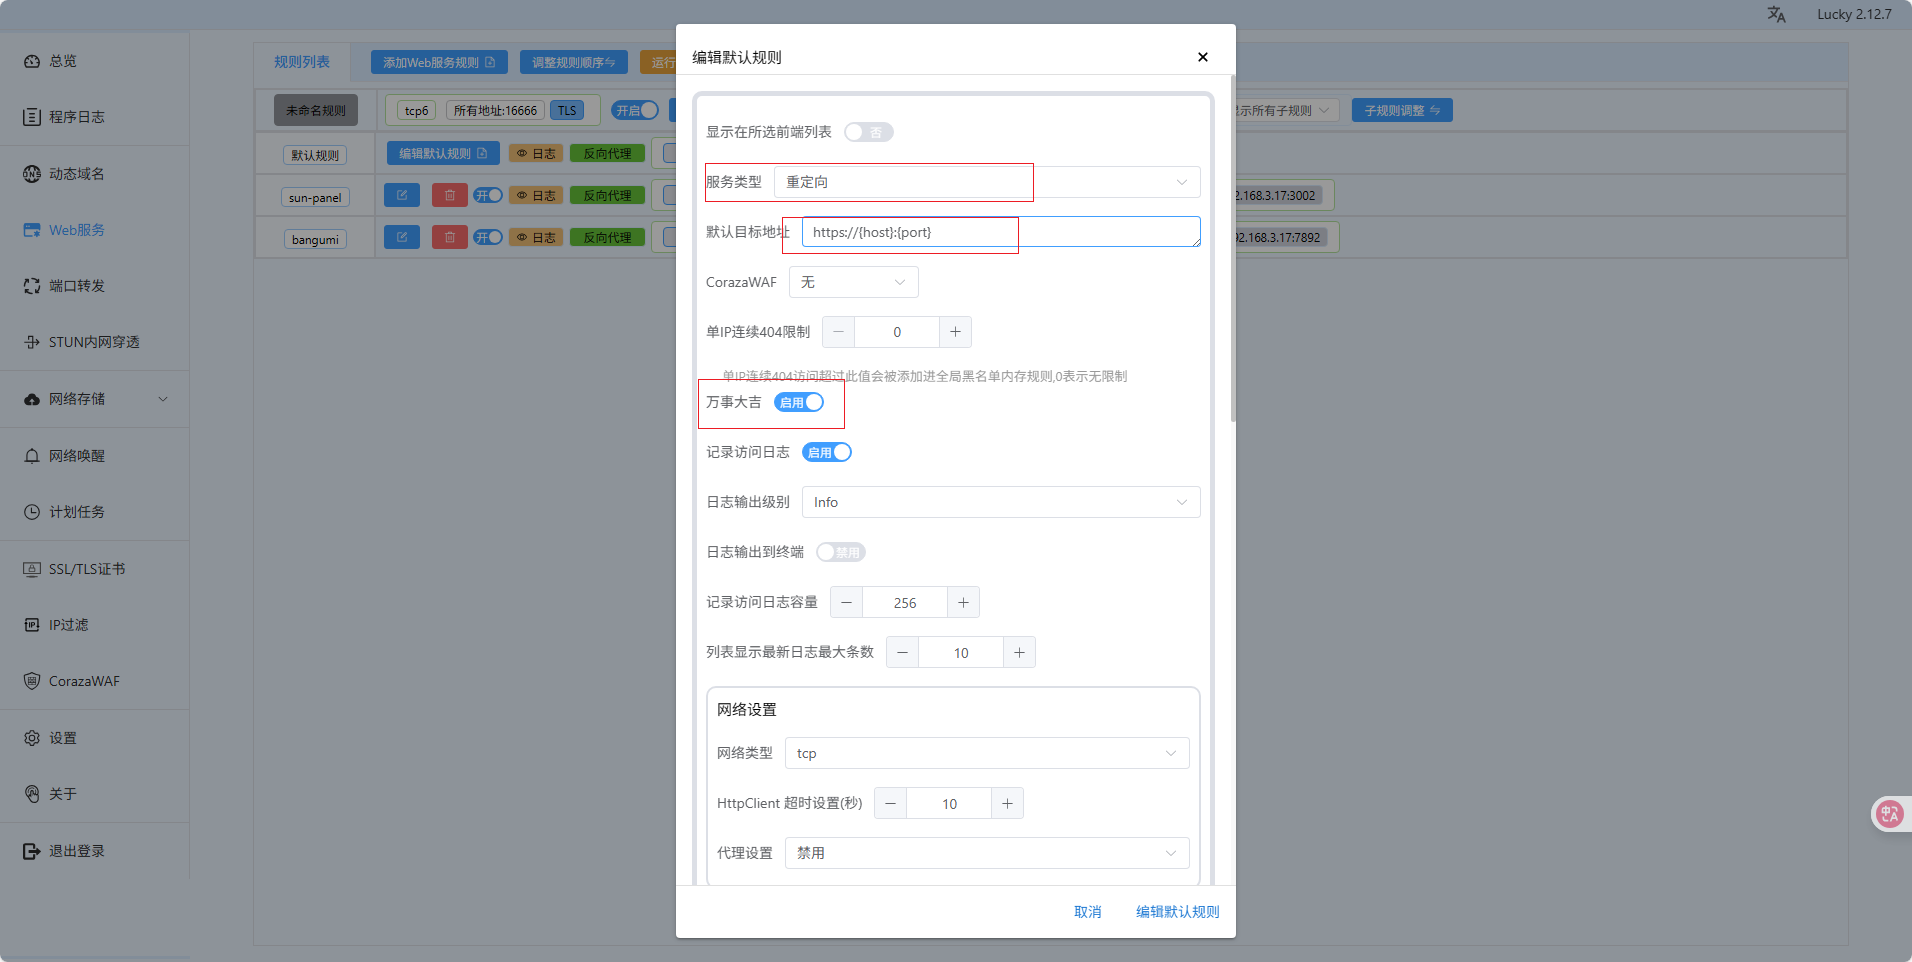 Lucky 2.12.7
总览
程序日志
动态域名
Web服务
端口转发
STUN内网穿透
网络存储
网络唤醒
计划任务
SSL/TLS证书
IP过滤
CorazaWAF
设置
关于
退出登录
规则列表
添加Web服务规则
调整规则顺序
运行
未命名规则
tcp6
所有地址:16666
TLS
开启
示所有子规则
子规则调整
默认规则
编辑默认规则
日志
反向代理
sun-panel
开
日志
反向代理
2.168.3.17:3002
bangumi
开
日志
反向代理
92.168.3.17:7892
编辑默认规则
显示在所选前端列表
否
服务类型
重定向
默认目标地址
https://{host}:{port}
CorazaWAF
无
单IP连续404限制
0
单IP连续404访问超过此值会被添加进全局黑名单内存规则,0表示无限制
万事大吉
启用
记录访问日志
启用
日志输出级别
Info
日志输出到终端
禁用
记录访问日志容量
256
列表显示最新日志最大条数
10
网络设置
网络类型
tcp
HttpClient 超时设置(秒)
10
代理设置
禁用
取消
编辑默认规则